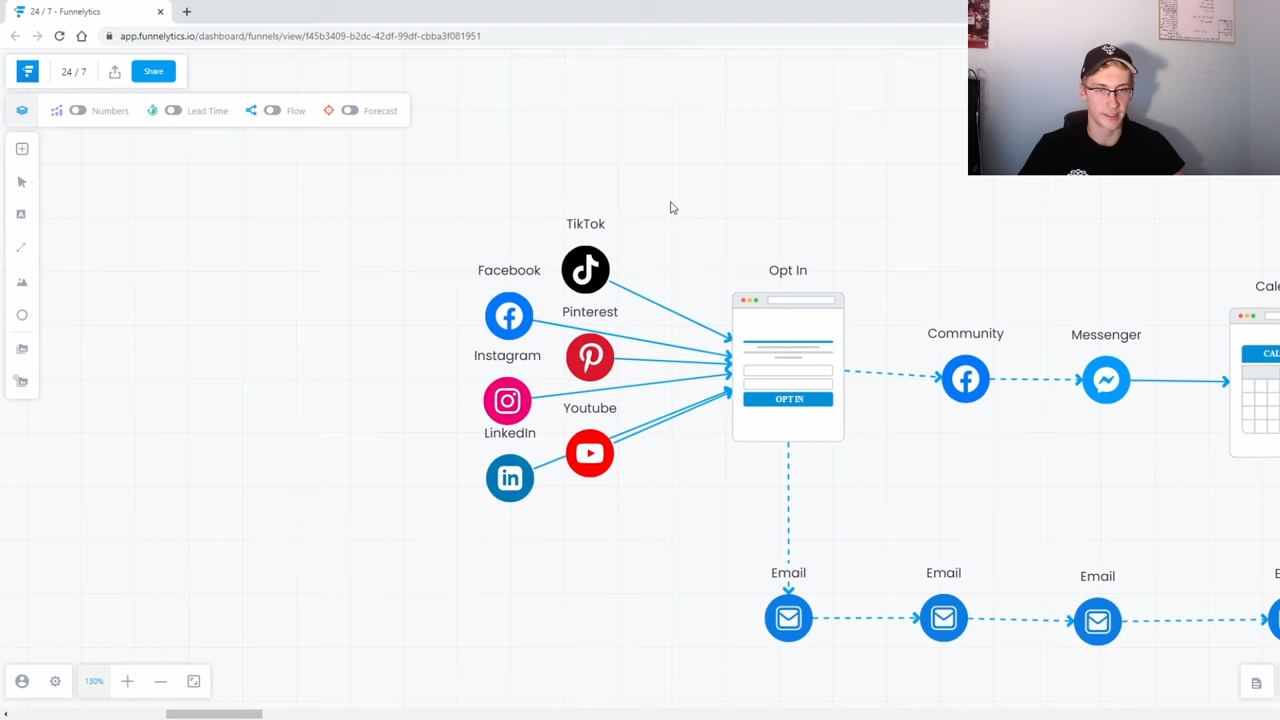 24 / 7 - Funnelytics
app.funnelytics.io/dashboard/funnels/view/f45b3409-b2dc-42df-99df-cbba3f081951
24 / 7
Share
Numbers
Lead Time
Flow
Forecast
TikTok
Facebook
Opt In
Pinterest
Community
Messenger
Instagram
Youtube
OPT IN
LinkedIn
in
Email
Email
Email
130%